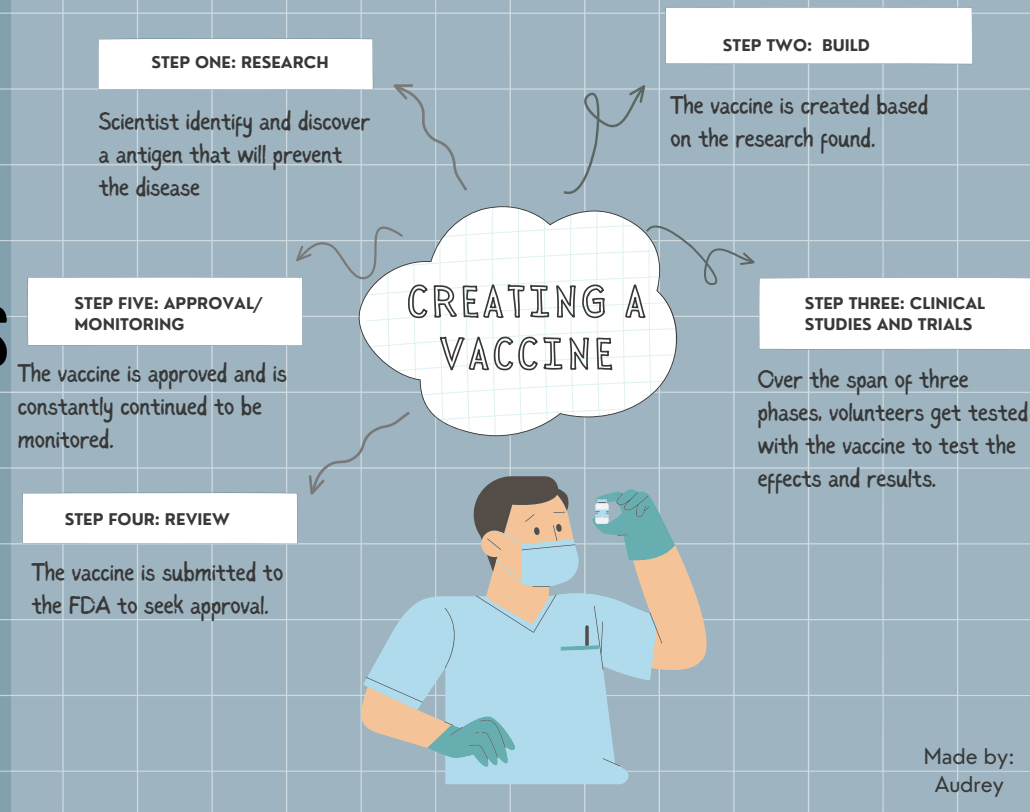 STEP ONE: RESEARCH
Scientist identify and discover
a antigen that will prevent
the disease
STEP TWO: BUILD
The vaccine is created based
on the research found.
CREATING A
VACCINE
STEP THREE: CLINICAL
STUDIES AND TRIALS
Over the span of three
phases. volunteers get tested
with the vaccine to test the
effects and results.
STEP FOUR: REVIEW
The vaccine is submitted to
the FDA to seek approval.
STEP FIVE: APPROVAL/
MONITORING
The vaccine is approved and is
constantly continued to be
monitored.
Made by:
Audrey